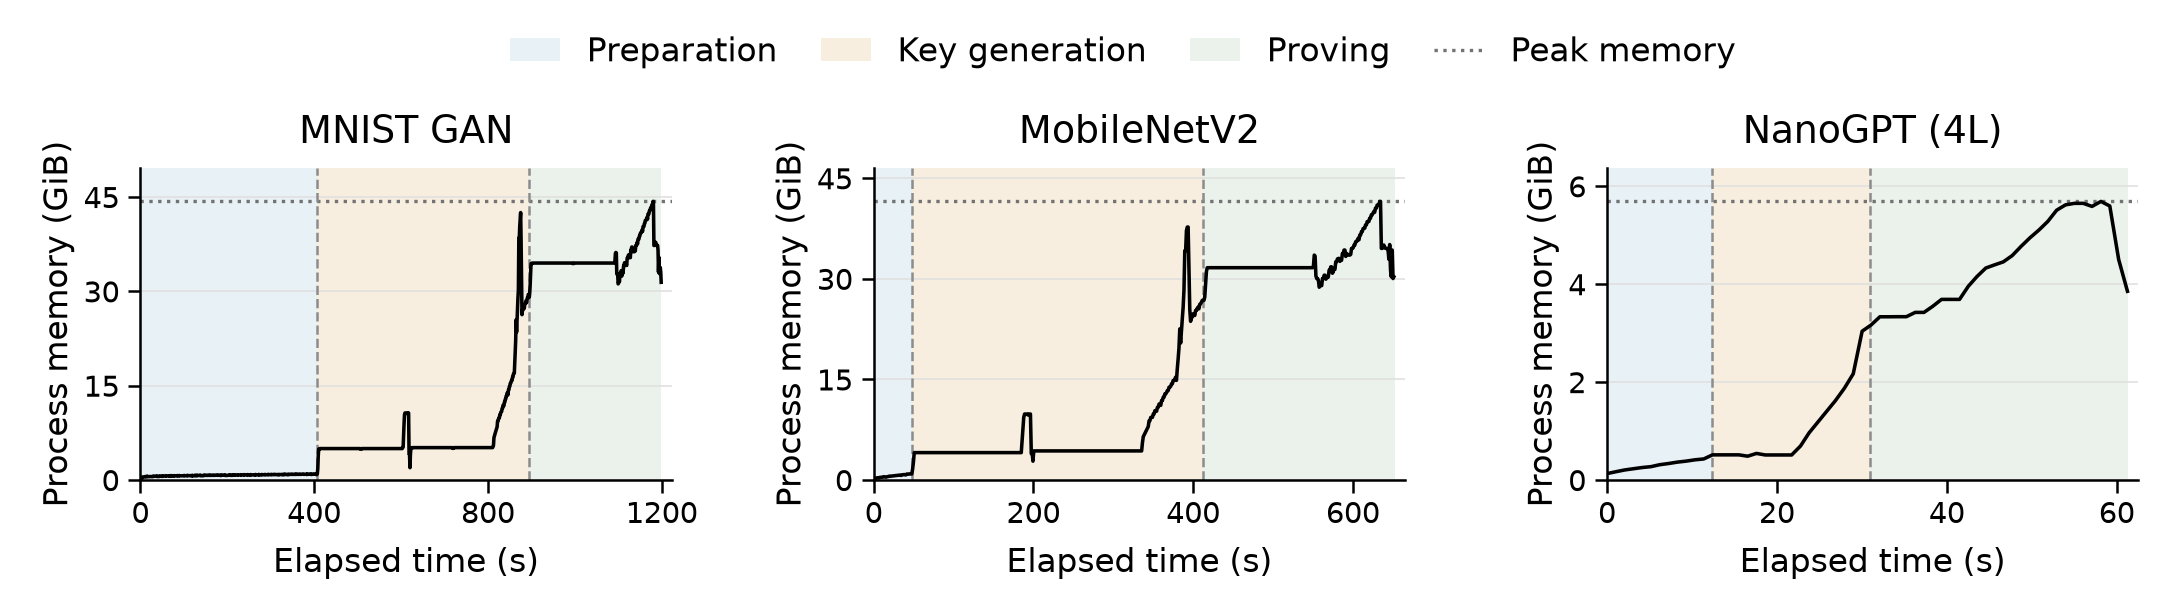 Preparation Key generation Proving Peak memory
MNIST GAN
Process memory (GiB)
45
30
15
0
0 400 800 1200
Elapsed time (s)
MobileNetV2
Process memory (GiB)
45
30
15
0
0 200 400 600
Elapsed time (s)
NanoGPT (4L)
Process memory (GiB)
6
4
2
0
0 20 40 60
Elapsed time (s)